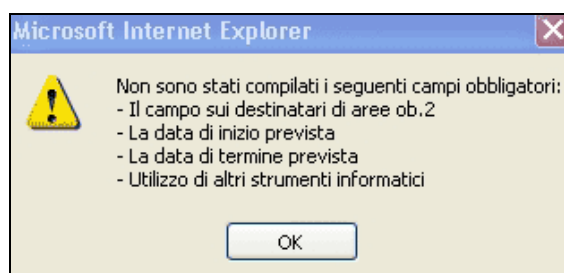 Microsoft Internet Explorer
Non sono stati compilati i seguenti campi obbligatori:
- Il campo sui destinatari di aree ob.2
- La data di inizio prevista
- La data di termine prevista
- Utilizzo di altri strumenti informatici
OK